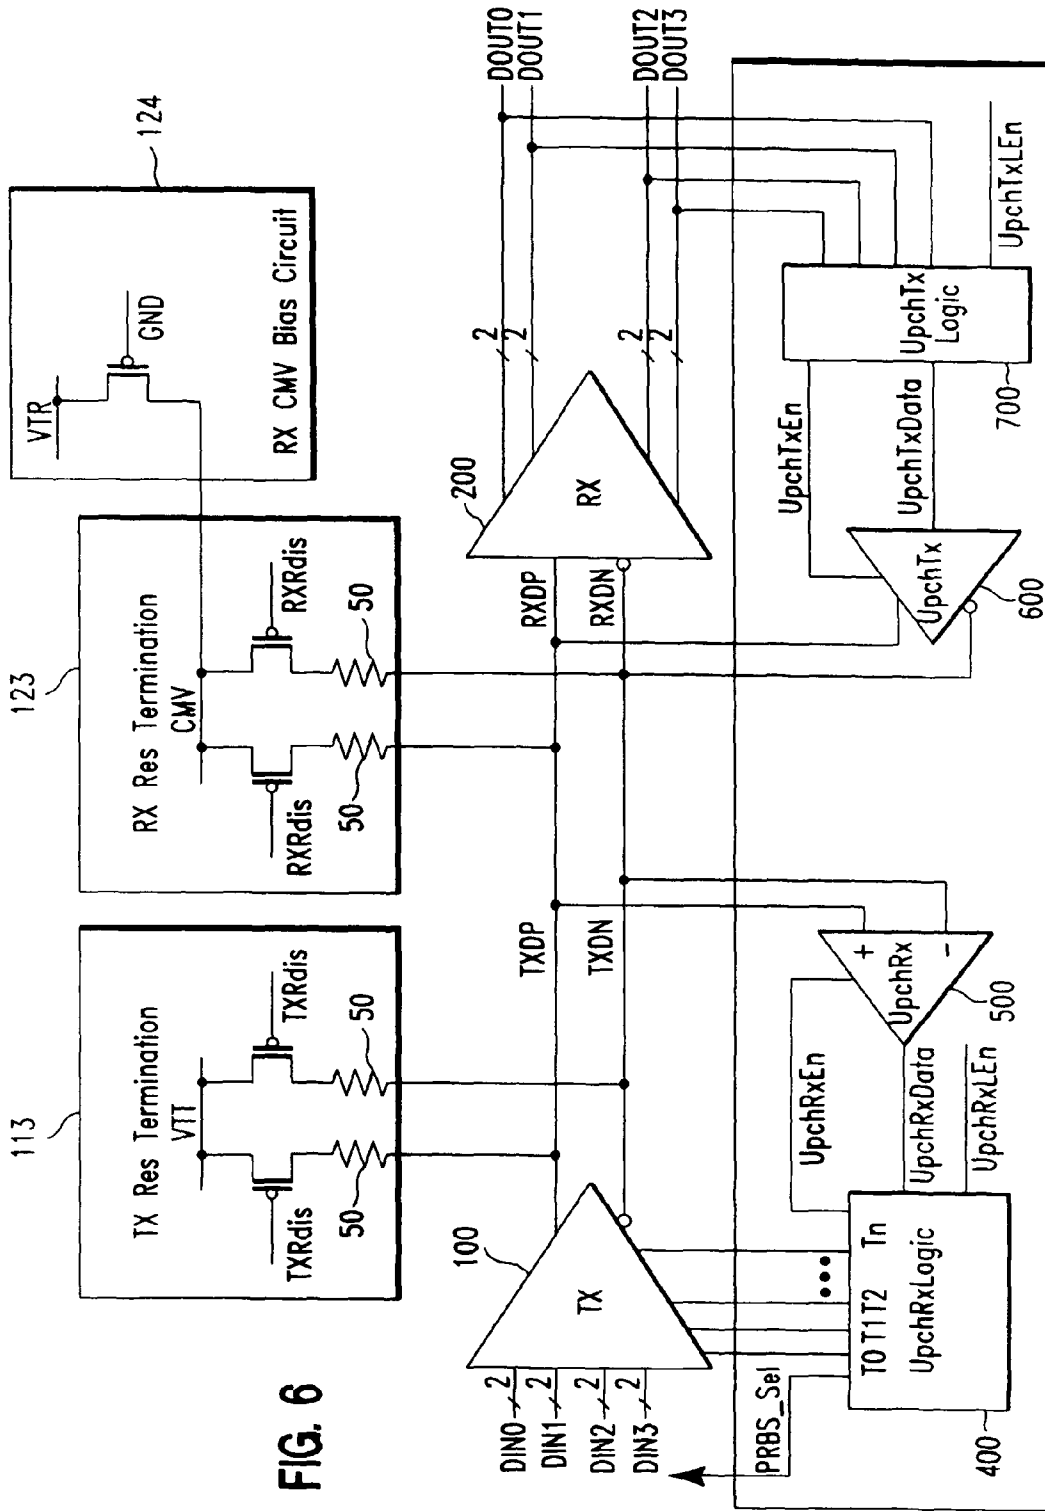 FIG. 6
113
TX Res Termination
VTT
TXRdis
TXRdis
50
50
123
RX Res Termination
CMV
RXRdis
RXRdis
50
50
124
VTR
GND
RX CMV Bias Circuit
DIN0
2
DIN1
2
DIN2
2
DIN3
2
100
TX
TXDP
TXDN
RXDP
RXDN
200
RX
2
2
2
2
DOUT0
DOUT1
DOUT2
DOUT3
PRBS_Sel
T0 T1 T2
Tn
UpchRxLogic
400
UpchRxEn
UpchRxData
UpchRxLEn
+
-
UpchRx
500
UpchTx
600
UpchTxEn
UpchTxData
UpchTx
Logic
700
UpchTxLEn